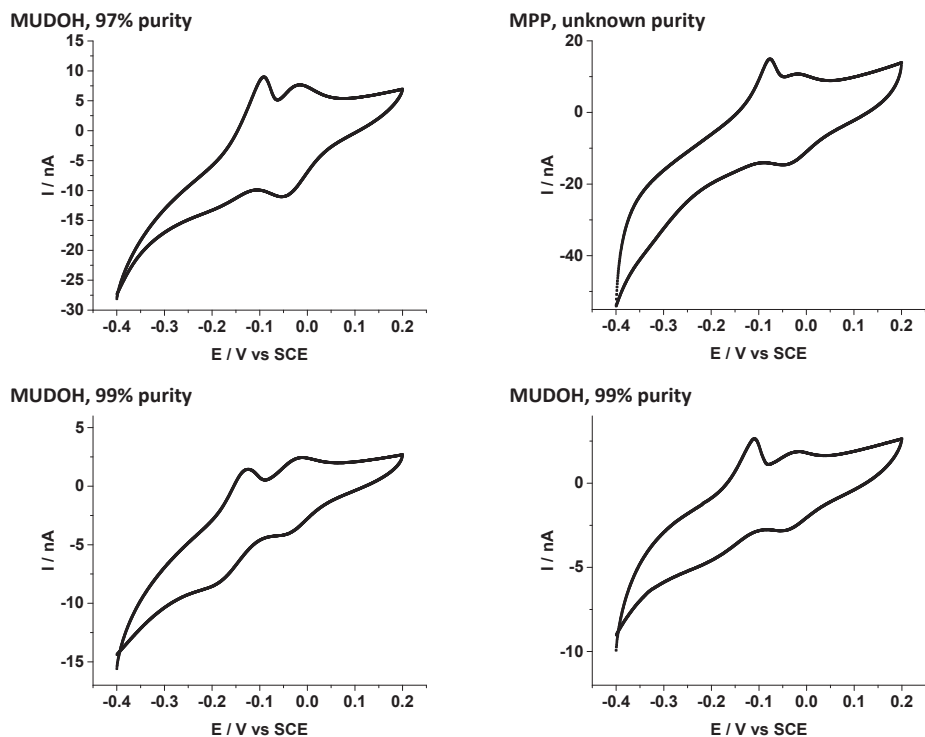 MUDOH, 97% purity
15
10
5
0
-5
-10
-15
-20
-25
-30
I / nA
-0.4 -0.3 -0.2 -0.1 0.0 0.1 0.2
E / V vs SCE
MPP, unknown purity
20
0
-20
-40
I / nA
-0.4 -0.3 -0.2 -0.1 0.0 0.1 0.2
E / V vs SCE
MUDOH, 99% purity
5
0
-5
-10
-15
I / nA
-0.4 -0.3 -0.2 -0.1 0.0 0.1 0.2
E / V vs SCE
MUDOH, 99% purity
0
-5
-10
I / nA
-0.4 -0.3 -0.2 -0.1 0.0 0.1 0.2
E / V vs SCE